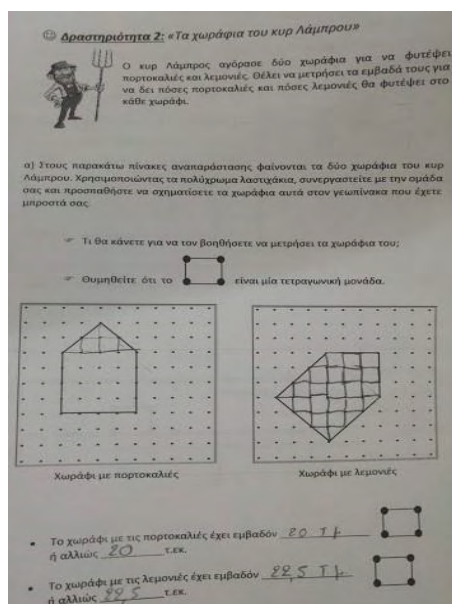 ☺ Δραστηριότητα 2: «Τα χωράφια του κυρ Λάμπρου»
Ο κυρ Λάμπρος αγόρασε δύο χωράφια για να φυτέψει
πορτοκαλιές και λεμονιές. Θέλει να μετρήσει τα εμβαδά τους για
να δει πόσες πορτοκαλιές και πόσες λεμονιές θα φυτέψει στο
κάθε χωράφι.
α) Στους παρακάτω πίνακες αναπαράστασης φαίνονται τα δύο χωράφια του κυρ
Λάμπρου. Χρησιμοποιώντας τα πολύχρωμα λαστιχάκια, συνεργαστείτε με την ομάδα
σας και προσπαθήστε να σχηματίσετε τα χωράφια αυτά στον γεωπίνακα που έχετε
μπροστά σας.
☞ Τι θα κάνετε για να τον βοηθήσετε να μετρήσει τα χωράφια του;
☞ Θυμηθείτε ότι το είναι μία τετραγωνική μονάδα.
Χωράφι με πορτοκαλιές
Χωράφι με λεμονιές
• Το χωράφι με τις πορτοκαλιές έχει εμβαδόν 20 τ μ
ή αλλιώς 20 τ.εκ.
• Το χωράφι με τις λεμονιές έχει εμβαδόν 22,5 τ μ
ή αλλιώς 22,5 τ.εκ.